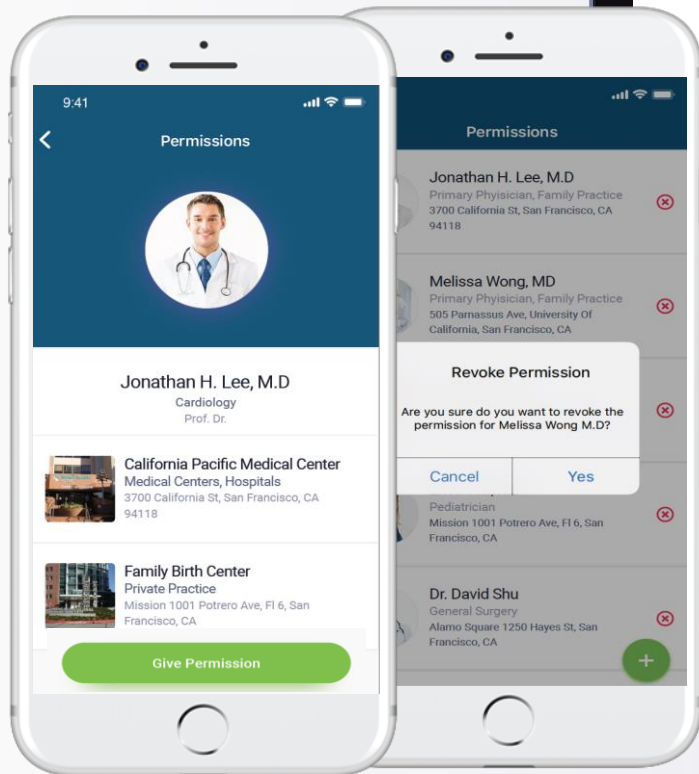 9:41
Permissions
Jonathan H. Lee, M.D
Cardiology
Prof. Dr.
California Pacific Medical Center
Medical Centers, Hospitals
3700 California St, San Francisco, CA
94118
Family Birth Center
Private Practice
Mission 1001 Potrero Ave, Fl 6, San
Francisco, CA
Give Permission
Permissions
Jonathan H. Lee, M.D
Primary Phyisician, Family Practice
3700 California St, San Francisco, CA
94118
Melissa Wong, MD
Primary Phyisician, Family Practice
505 Parnassus Ave, University Of
California, San Francisco, CA
Revoke Permission
Are you sure do you want to revoke the
permission for Melissa Wong M.D?
Cancel Yes
Pediatrician
Mission 1001 Potrero Ave, Fl 6, San
Francisco, CA
Dr. David Shu
General Surgery
Alamo Square 1250 Hayes St, San
Francisco, CA
+